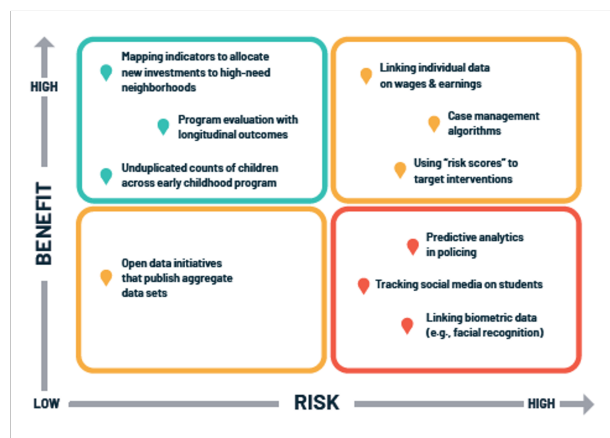 HIGH
BENEFIT
LOW
RISK
HIGH
Mapping indicators to allocate
new investments to high-need
neighborhoods
Program evaluation with
longitudinal outcomes
Unduplicated counts of children
across early childhood program
Linking individual data
on wages & earnings
Case management
algorithms
Using “risk scores” to
target interventions
Open data initiatives
that publish aggregate
data sets
Predictive analytics
in policing
Tracking social media on students
Linking biometric data
(e.g., facial recognition)